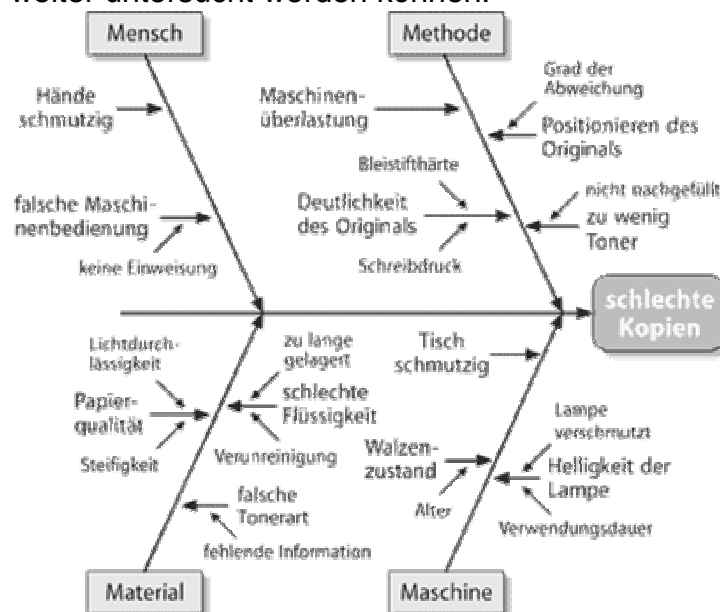 weiter untersucht werden können.
Mensch
Methode
Hände
schmutzig
Maschinen-
überlastung
Grad der
Abweichung
Positionieren des
Originals
Bleistifthärte
falsche Maschi-
nenbedienung
Deutlichkeit
des Originals
nicht nachgefüllt
zu wenig
Toner
keine Einweisung
Schreibdruck
schlechte
Kopien
Lichtdurch-
lässigkeit
zu lange
gelagert
Tisch
schmutzig
Papier-
qualität
schlechte
Flüssigkeit
Lampe
verschmutzt
Steifigkeit
Verunreinigung
Walzen-
zustand
Helligkeit der
Lampe
falsche
Tonerart
Alter
Verwendungsdauer
fehlende Information
Material
Maschine